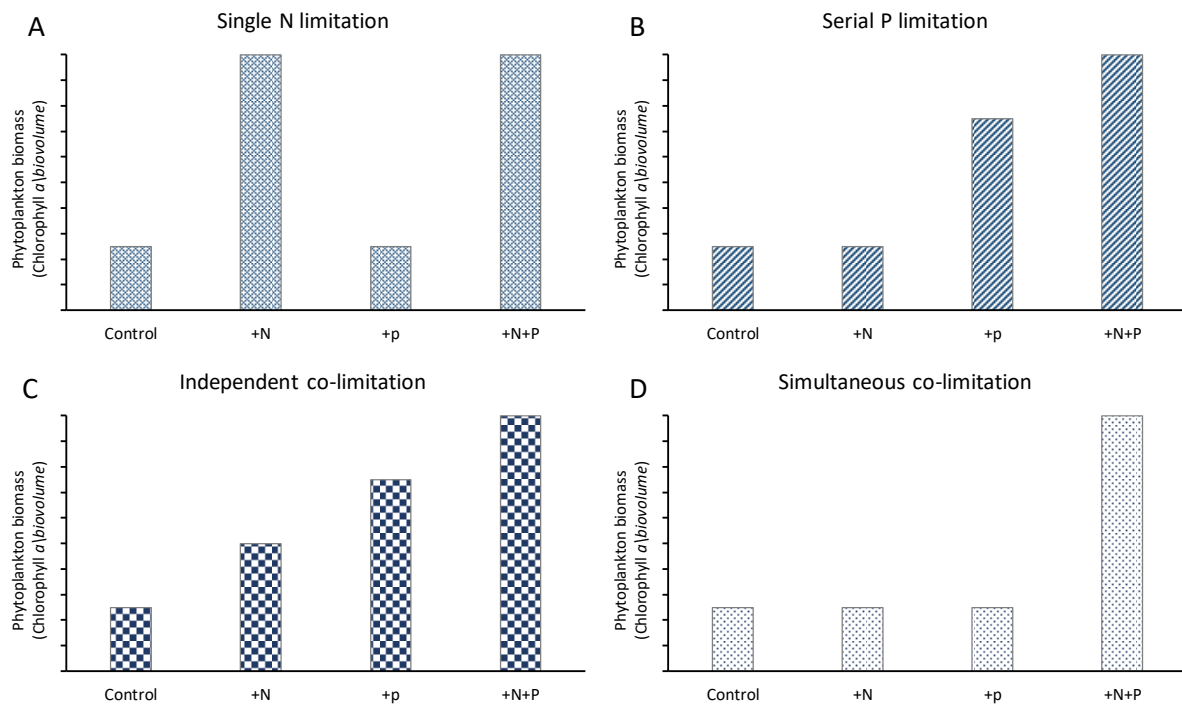 A
Single N limitation
Phytoplankton biomass
(Chlorophyll a\biovolume)
Control
+N
+p
+N+P
B
Serial P limitation
Phytoplankton biomass
(Chlorophyll a\biovolume)
Control
+N
+p
+N+P
C
Independent co-limitation
Phytoplankton biomass
(Chlorophyll a\biovolume)
Control
+N
+p
+N+P
D
Simultaneous co-limitation
Phytoplankton biomass
(Chlorophyll a\biovolume)
Control
+N
+p
+N+P